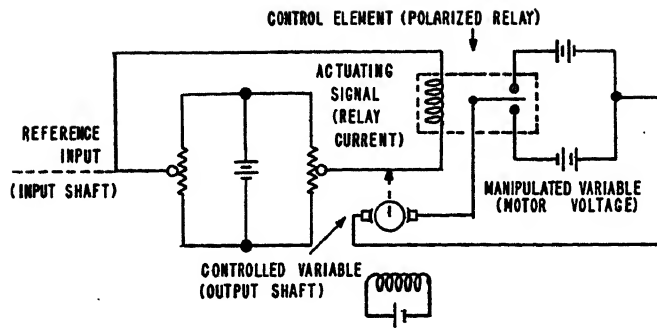 CONTROL ELEMENT (POLARIZED RELAY)
ACTUATING
SIGNAL
(RELAY
CURRENT)
REFERENCE
INPUT
(INPUT SHAFT)
MANIPULATED VARIABLE
(MOTOR VOLTAGE)
CONTROLLED VARIABLE
(OUTPUT SHAFT)